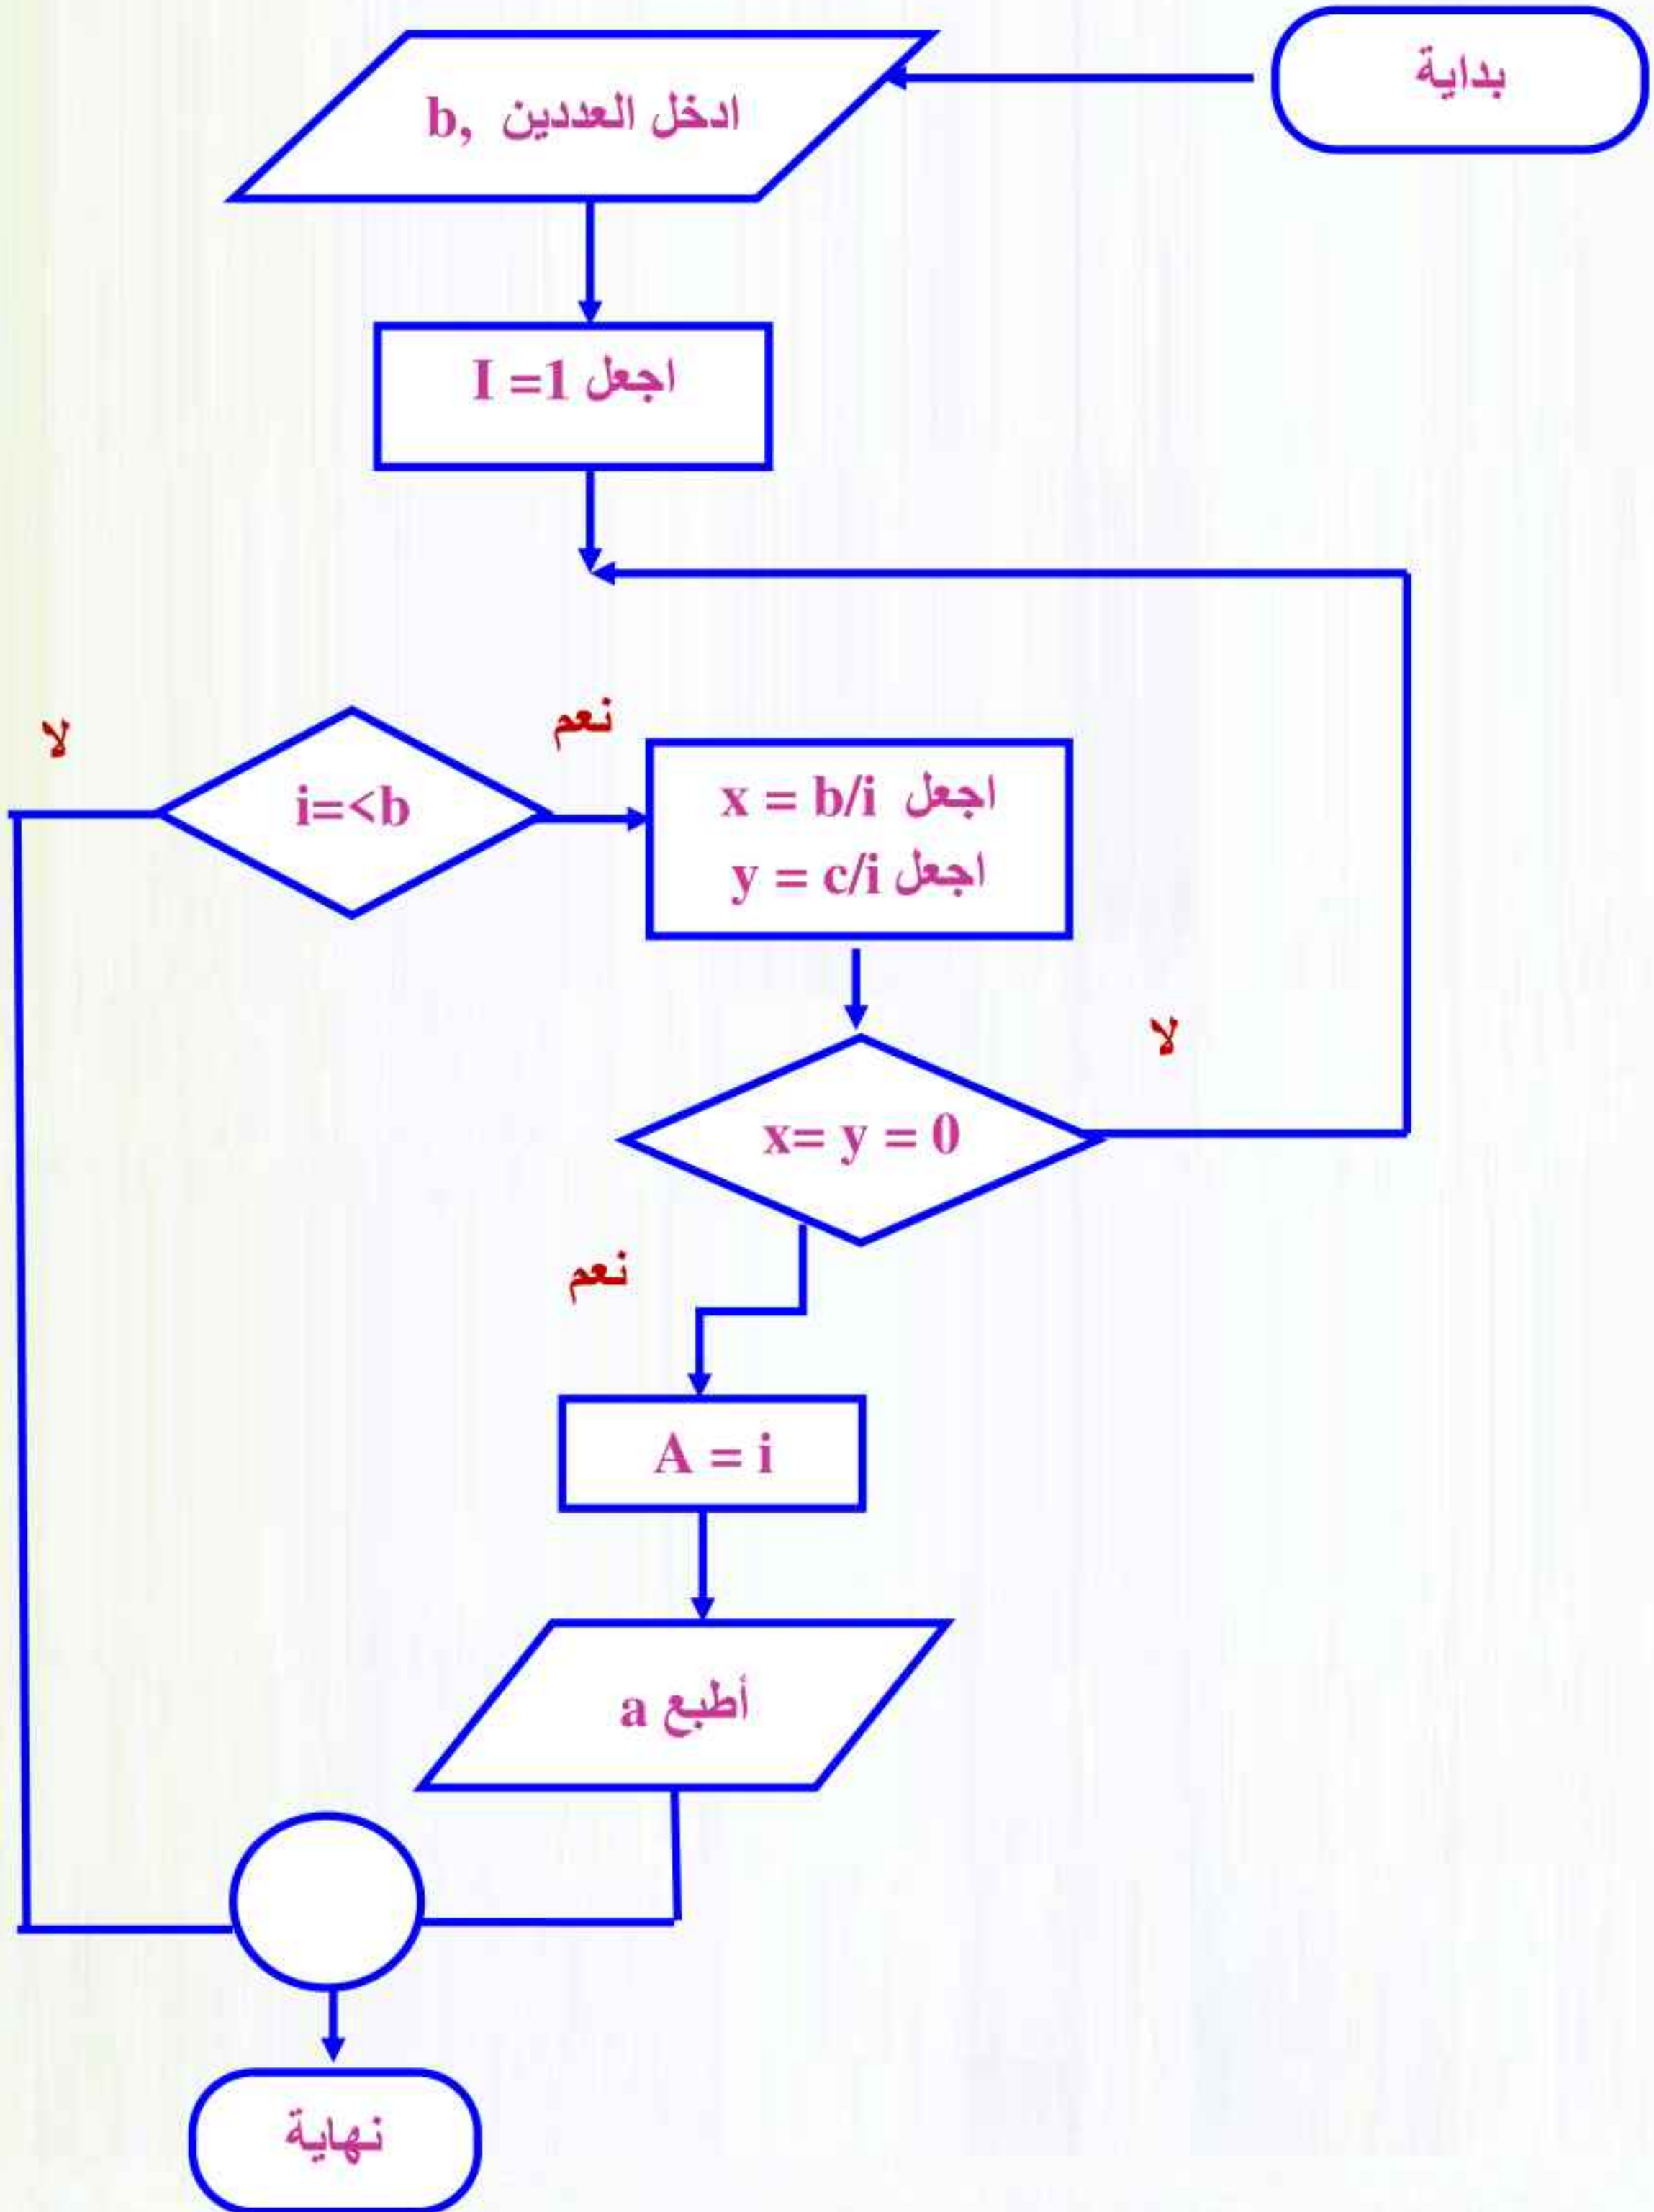 بداية
ادخل العددين b,
اجعل I =1
لا
نعم
i=<b
اجعل x = b/i
اجعل y = c/i
لا
x= y = 0
نعم
A = i
أطبع a
نهاية